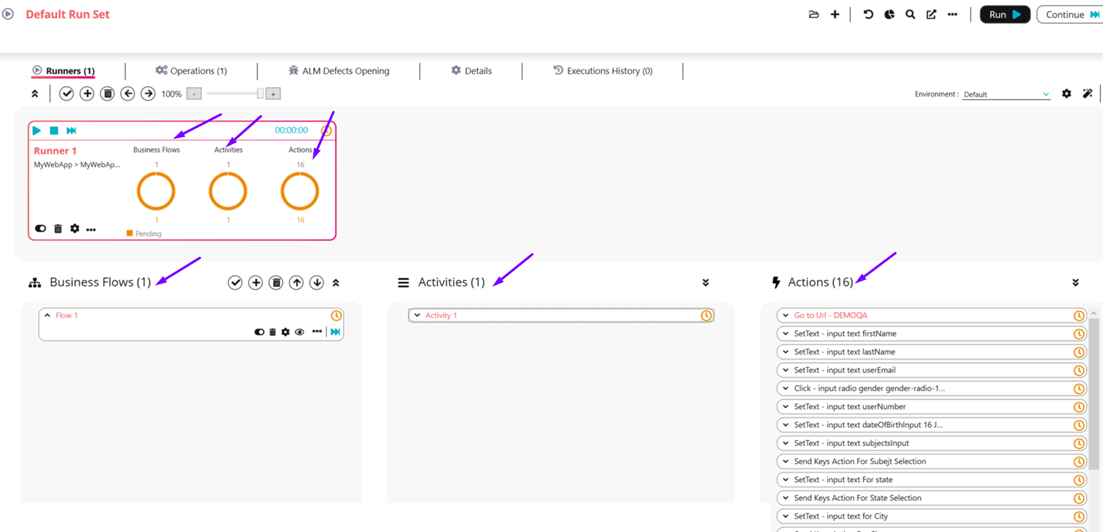 Default Run Set
Run
Continue
Runners (1)
Operations (1)
ALM Defects Opening
Details
Executions History (0)
100%
-
+
Environment :
Default
00:00:00
Runner 1
MyWebApp > MyWebAp...
Business Flows
Activities
Actions
1
1
16
1
1
16
Pending
Business Flows (1)
Flow 1
Activities (1)
Activity 1
Actions (16)
Go to Url - DEMOQA
SetText - input text firstName
SetText - input text lastName
SetText - input text userEmail
Click - input radio gender gender-radio-1...
SetText - input text userNumber
SetText - input text dateOfBirthInput 16 J...
SetText - input text subjectsInput
Send Keys Action For Subejt Selection
SetText - input text For state
Send Keys Action For State Selection
SetText - input text for City